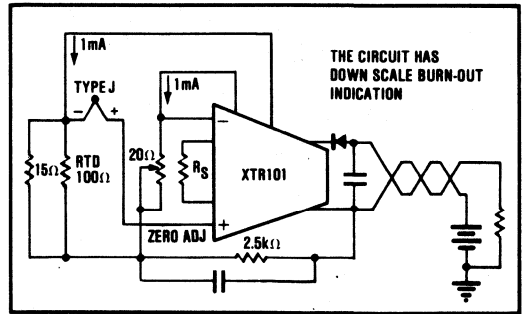 1mA
THE CIRCUIT HAS
DOWN SCALE BURN-OUT
INDICATION
TYPE J
1mA
− +
−
20Ω
15Ω
RTD
100Ω
RS
XTR101
+
ZERO ADJ
2.5kΩ